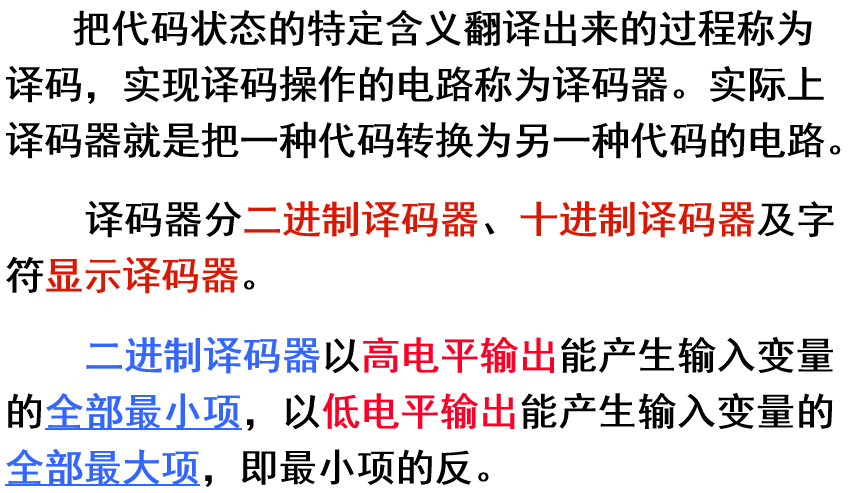 把代码状态的特定含义翻译出来的过程称为
译码，实现译码操作的电路称为译码器。实际上
译码器就是把一种代码转换为另一种代码的电路。
译码器分二进制译码器、十进制译码器及字
符显示译码器。
二进制译码器以高电平输出能产生输入变量
的全部最小项，以低电平输出能产生输入变量的
全部最大项，即最小项的反。